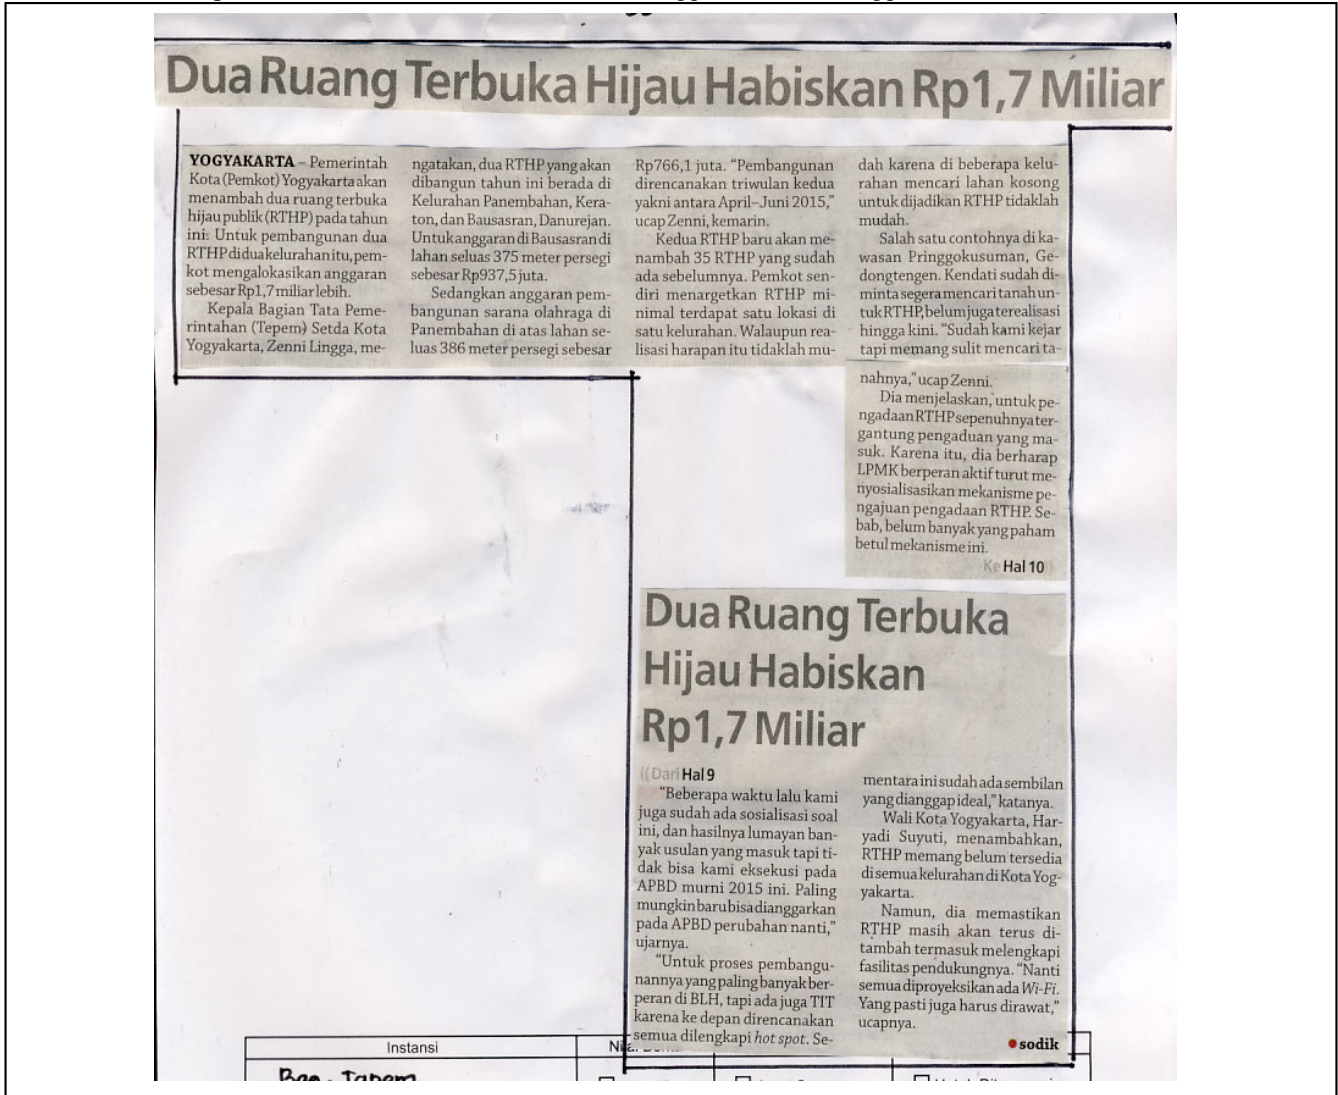 Dua Ruang Terbuka Hijau Habiskan Rp1,7 Miliar
YOGYAKARTA – Pemerintah
Kota (Pemkot) Yogyakarta akan
menambah dua ruang terbuka
hijau publik (RTHP) pada tahun
ini. Untuk pembangunan dua
RTHP di dua kelurahan itu, pem-
kot mengalokasikan anggaran
sebesar Rp1,7 miliar lebih.
Kepala Bagian Tata Peme-
rintahan (Tepem) Setda Kota
Yogyakarta, Zenni Lingga, me-
ngatakan, dua RTHP yang akan
dibangun tahun ini berada di
Kelurahan Panembahan, Kera-
ton, dan Bausasran, Danurejan.
Untuk anggaran di Bausasran di
lahan seluas 375 meter persegi
sebesar Rp937,5 juta.
Sedangkan anggaran pem-
bangunan sarana olahraga di
Panembahan di atas lahan se-
luas 386 meter persegi sebesar
Rp766,1 juta. “Pembangunan
direncanakan triwulan kedua
yakni antara April–Juni 2015,”
ucap Zenni, kemarin.
Kedua RTHP baru akan me-
nambah 35 RTHP yang sudah
ada sebelumnya. Pemkot sen-
diri menargetkan RTHP mi-
nimal terdapat satu lokasi di
satu kelurahan. Walaupun rea-
lisasi harapan itu tidaklah mu-
dah karena di beberapa kelu-
rahan mencari lahan kosong
untuk dijadikan RTHP tidaklah
mudah.
Salah satu contohnya di ka-
wasan Pringgokusuman, Ge-
dongtengen. Kendati sudah di-
minta segera mencari tanah un-
tuk RTHP, belum juga terealisasi
hingga kini. “Sudah kami kejar
tapi memang sulit mencari ta-
nahnya,” ucap Zenni.
Dia menjelaskan, untuk pe-
ngadaan RTHP sepenuhnya ter-
gantung pengaduan yang ma-
suk. Karena itu, dia berharap
LPMK berperan aktif turut me-
nyosialisasikan mekanisme pe-
ngajuan pengadaan RTHP. Se-
bab, belum banyak yang paham
betul mekanisme ini.
Ke Hal 10
Dua Ruang Terbuka
Hijau Habiskan
Rp1,7 Miliar
Dari Hal 9
“Beberapa waktu lalu kami
juga sudah ada sosialisasi soal
ini, dan hasilnya lumayan ban-
yak usulan yang masuk tapi ti-
dak bisa kami eksekusi pada
APBD murni 2015 ini. Paling
mungkin baru bisa dianggarkan
pada APBD perubahan nanti,”
ujarnya.
“Untuk proses pembangu-
nannya yang paling banyak ber-
peran di BLH, tapi ada juga TIT
karena ke depan direncanakan
semua dilengkapi hot spot. Se-
mentara ini sudah ada sembilan
yang dianggap ideal,” katanya.
Wali Kota Yogyakarta, Har-
yadi Suyuti, menambahkan,
RTHP memang belum tersedia
di semua kelurahan di Kota Yog-
yakarta.
Namun, dia memastikan
RTHP masih akan terus di-
tambah termasuk melengkapi
fasilitas pendukungnya. “Nanti
semua diproyeksikan ada Wi-Fi.
Yang pasti juga harus dirawat,”
ucapnya.
sodik
Instansi
Bag. Tapem